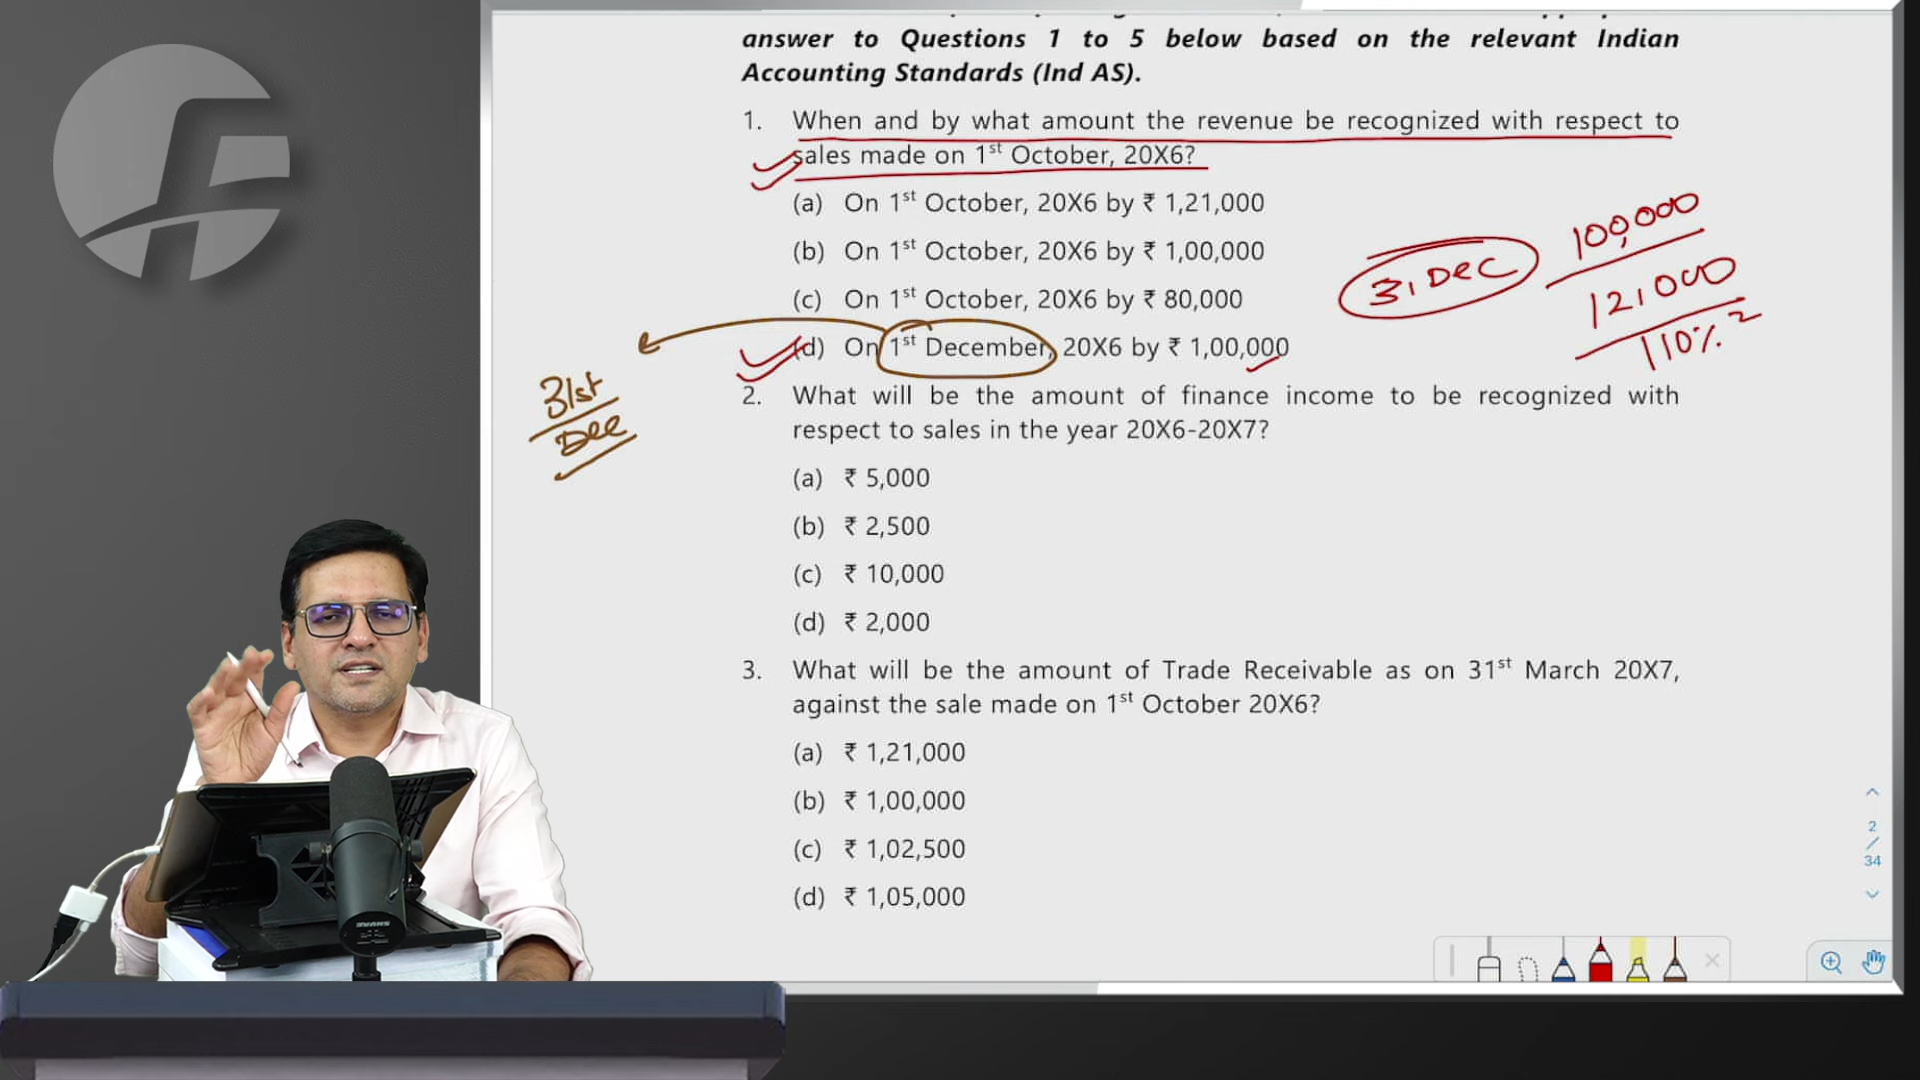 answer to Questions 1 to 5 below based on the relevant Indian
Accounting Standards (Ind AS).
1. When and by what amount the revenue be recognized with respect to
sales made on 1st October, 20X6?
(a) On 1st October, 20X6 by ₹ 1,21,000
(b) On 1st October, 20X6 by ₹ 1,00,000
(c) On 1st October, 20X6 by ₹ 80,000
(d) On 1st December, 20X6 by ₹ 1,00,000
100,000
31 Dec
121000
110%²
31st
Dec
2. What will be the amount of finance income to be recognized with
respect to sales in the year 20X6-20X7?
(a) ₹ 5,000
(b) ₹ 2,500
(c) ₹ 10,000
(d) ₹ 2,000
3. What will be the amount of Trade Receivable as on 31st March 20X7,
against the sale made on 1st October 20X6?
(a) ₹ 1,21,000
(b) ₹ 1,00,000
(c) ₹ 1,02,500
(d) ₹ 1,05,000
2
/
34